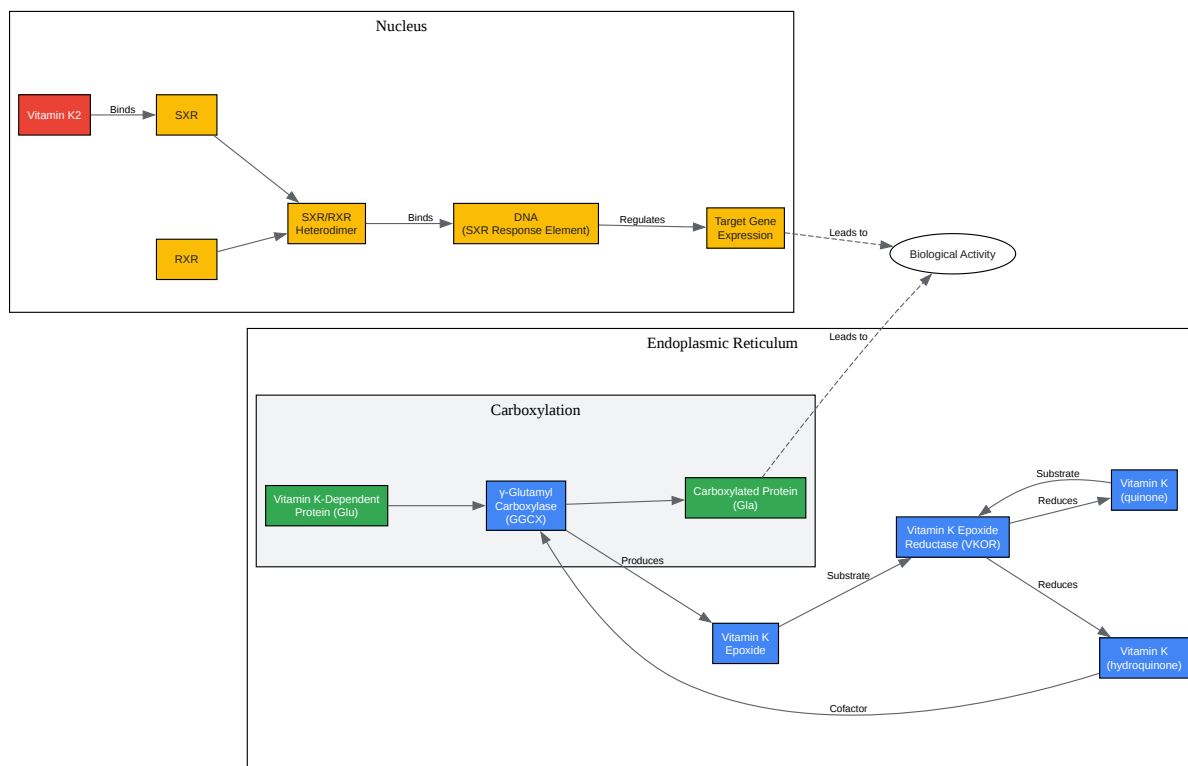 Nucleus
Vitamin K2
Binds
SXR
RXR
SXR/RXR
Heterodimer
Binds
DNA
(SXR Response Element)
Regulates
Target Gene
Expression
Leads to
Biological Activity
Leads to
Endoplasmic Reticulum
Carboxylation
Vitamin K-Dependent
Protein (Glu)
γ-Glutamyl
Carboxylase
(GGCX)
Carboxylated Protein
(Gla)
Produces
Vitamin K
Epoxide
Substrate
Vitamin K Epoxide
Reductase (VKOR)
Substrate
Reduces
Vitamin K
(quinone)
Reduces
Vitamin K
(hydroquinone)
Cofactor